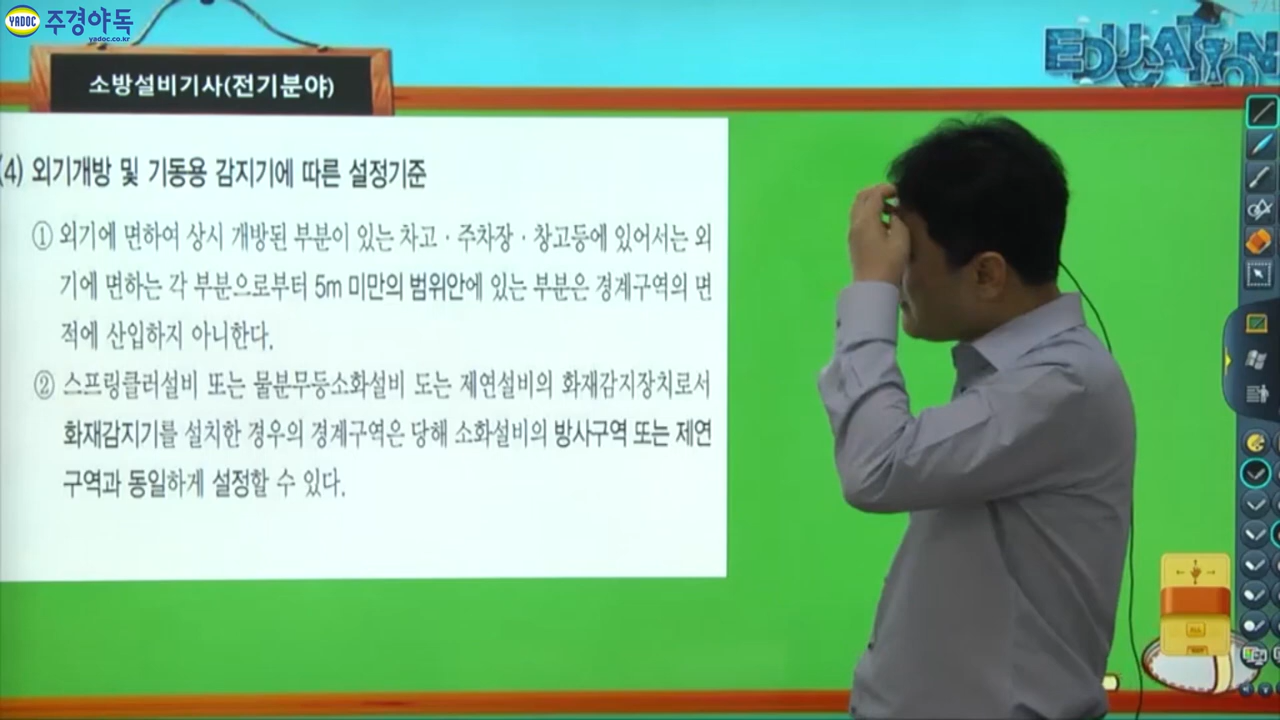 YADOC 주경야독
yadoc.co.kr
EDUCATION
소방설비기사(전기분야)
(4) 외기개방 및 기동용 감지기에 따른 설정기준
① 외기에 면하여 상시 개방된 부분이 있는 차고 · 주차장 · 창고등에 있어서는 외
기에 면하는 각 부분으로부터 5m 미만의 범위안에 있는 부분은 경계구역의 면
적에 산입하지 아니한다.
② 스프링클러설비 또는 물분무등소화설비 도는 제연설비의 화재감지장치로서
화재감지기를 설치한 경우의 경계구역은 당해 소화설비의 방사구역 또는 제연
구역과 동일하게 설정할 수 있다.